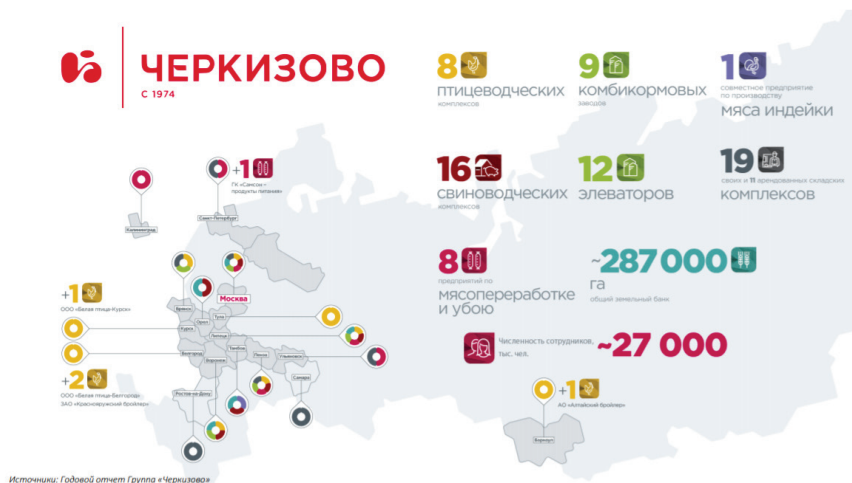 ЧЕРКИЗОВО
С 1974
8
птицеводческих
комплексов
9
комбикормовых
заводов
1
совместное предприятие
по производству
мяса индейки
16
свиноводческих
комплексов
12
элеваторов
19
своих и 11 арендованных складских
комплексов
8
предприятий по
мясопереработке
и убою
~287 000
га
общий земельный банк
Численность сотрудников,
тыс. чел.
~27 000
+1
ГК «Самсон –
продукты питания»
Калининград
Санкт-Петербург
Москва
+1
ООО «Белая птица-Курск»
Брянск
Орел
Тула
Курск
Липецк
Белгород
Воронеж
Тамбов
Пенза
Ульяновск
Самара
Ростов-на-Дону
+2
ООО «Белая птица-Белгород»
ЗАО «Краснояружский бройлер»
+1
АО «Алтайский бройлер»
Барнаул
Источники: Годовой отчет Группа «Черкизово»